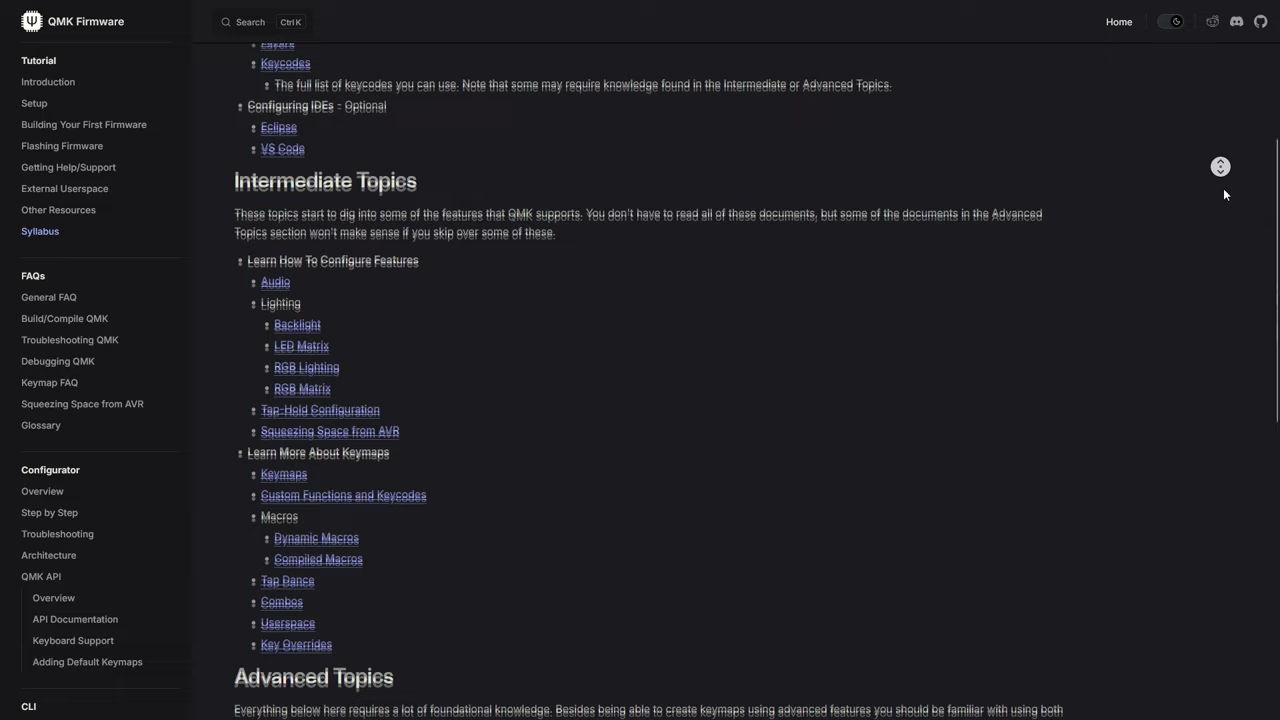 QMK Firmware
Search Ctrl K
Home
Tutorial
Introduction
Setup
Building Your First Firmware
Flashing Firmware
Getting Help/Support
External Userspace
Other Resources
Syllabus
FAQs
General FAQ
Build/Compile QMK
Troubleshooting QMK
Debugging QMK
Keymap FAQ
Squeezing Space from AVR
Glossary
Configurator
Overview
Step by Step
Troubleshooting
Architecture
QMK API
Overview
API Documentation
Keyboard Support
Adding Default Keymaps
CLI
Layers
Keycodes
The full list of keycodes you can use. Note that some may require knowledge found in the Intermediate or Advanced Topics.
Configuring IDEs - Optional
Eclipse
VS Code
Intermediate Topics
These topics start to dig into some of the features that QMK supports. You don't have to read all of these documents, but some of the documents in the Advanced
Topics section won't make sense if you skip over some of these.
Learn How To Configure Features
Audio
Lighting
Backlight
LED Matrix
RGB Lighting
RGB Matrix
Tap-Hold Configuration
Squeezing Space from AVR
Learn More About Keymaps
Keymaps
Custom Functions and Keycodes
Macros
Dynamic Macros
Compiled Macros
Tap Dance
Combos
Userspace
Key Overrides
Advanced Topics
Everything below here requires a lot of foundational knowledge. Besides being able to create keymaps using advanced features you should be familiar with using both